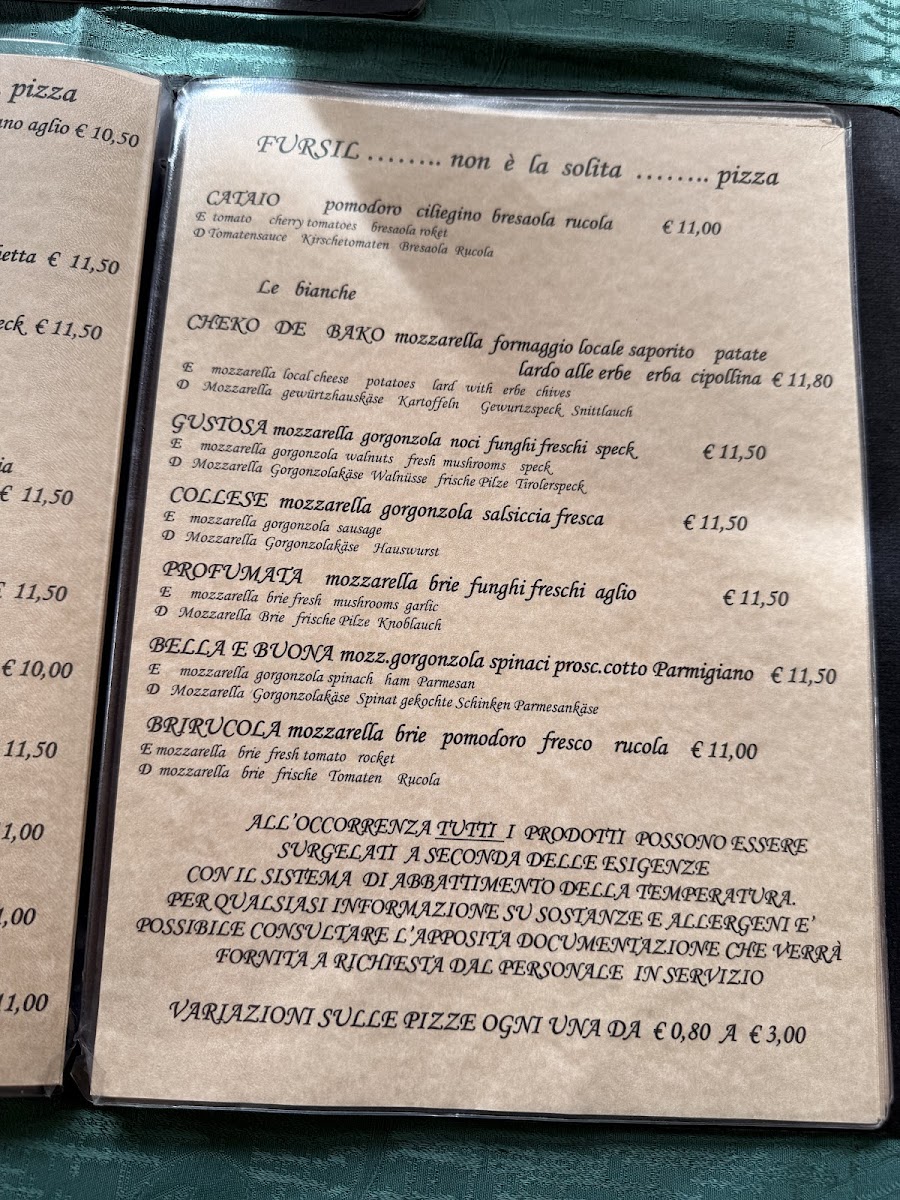 pizza
aglio € 10,50
€ 11,50
€ 11,50
€ 11,50
11,50
€ 10,00
11,50
11,00
FURSIL …….. non è la solita …….. pizza
CATAIO pomodoro ciliegino bresaola rucola € 11,00
E tomato cherry tomatoes bresaola roket
D Tomatensauce Kirschetomaten Bresaola Rucola
Le bianche
CHEKO DE BAKO mozzarella formaggio locale saporito patate
lardo alle erbe erba cipollina € 11,80
E mozzarella local cheese potatoes lard with erbe chives
D Mozzarella gewürtzhauskäse Kartoffeln Gewurtzspeck Snittlauch
GUSTOSA mozzarella gorgonzola noci funghi freschi speck € 11,50
E mozzarella gorgonzola walnuts fresh mushrooms speck
D Mozzarella Gorgonzolakäse Walnüsse frische Pilze Tirolerspeck
COLLESE mozzarella gorgonzola salsiccia fresca € 11,50
E mozzarella gorgonzola sausage
D Mozzarella Gorgonzolakäse Hauswurst
PROFUMATA mozzarella brie funghi freschi aglio € 11,50
E mozzarella brie fresh mushrooms garlic
D Mozzarella Brie frische Pilze Knoblauch
BELLA E BUONA mozz.gorgonzola spinaci prosc.cotto Parmigiano € 11,50
E mozzarella gorgonzola spinach ham Parmesan
D Mozzarella Gorgonzolakäse Spinat gekochte Schinken Parmesankäse
BRIRUCOLA mozzarella brie pomodoro fresco rucola € 11,00
E mozzarella brie fresh tomato rocket
D mozzarella brie frische Tomaten Rucola
ALL'OCCORRENZA TUTTI I PRODOTTI POSSONO ESSERE
SURGELATI A SECONDA DELLE ESIGENZE
CON IL SISTEMA DI ABBATTIMENTO DELLA TEMPERATURA.
PER QUALSIASI INFORMAZIONE SU SOSTANZE E ALLERGENI E'
POSSIBILE CONSULTARE L'APPOSITA DOCUMENTAZIONE CHE VERRÀ
FORNITA A RICHIESTA DAL PERSONALE IN SERVIZIO
VARIAZIONI SULLE PIZZE OGNI UNA DA € 0,80 A € 3,00